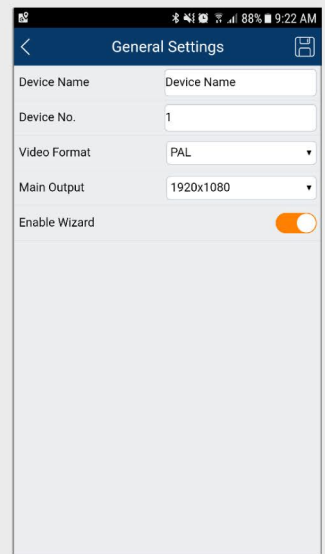 88% 9:22 AM
General Settings
Device Name Device Name
Device No. 1
Video Format PAL
Main Output 1920x1080
Enable Wizard